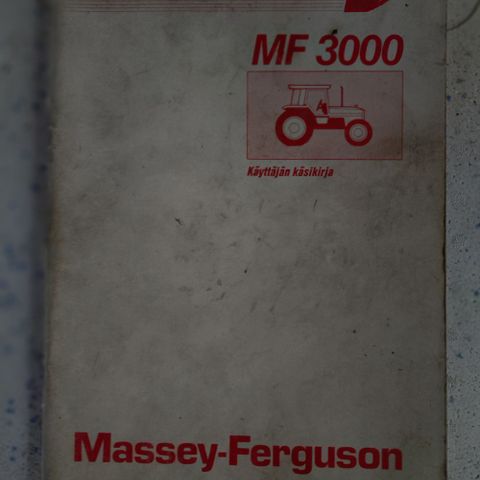 MF 3000
Käyttäjän käsikirja
Massey-Ferguson